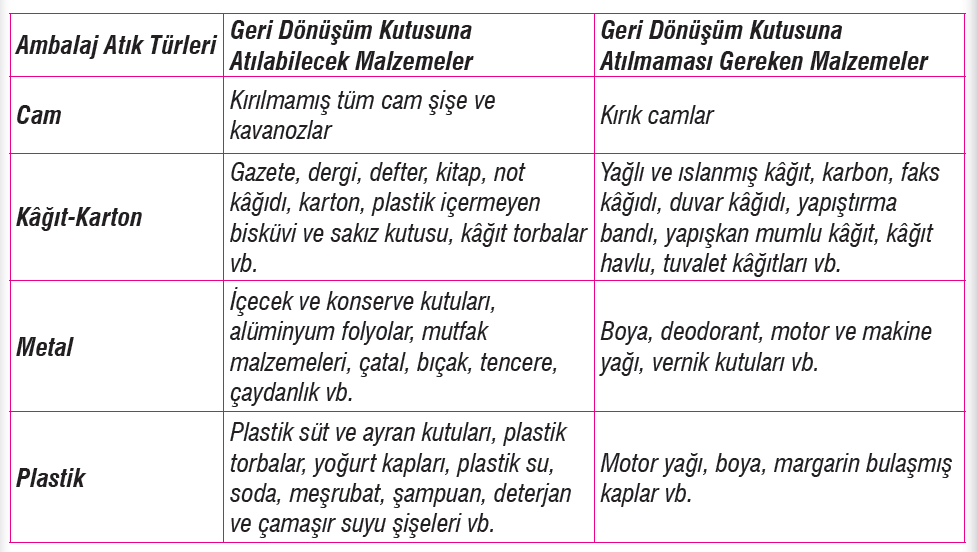 Ambalaj Atık Türleri
Geri Dönüşüm Kutusuna
Atılabilecek Malzemeler
Geri Dönüşüm Kutusuna
Atılmaması Gereken Malzemeler
Cam
Kırılmamış tüm cam şişe ve
kavanozlar
Kırık camlar
Kâğıt-Karton
Gazete, dergi, defter, kitap, not
kâğıdı, karton, plastik içermeyen
bisküvi ve sakız kutusu, kâğıt torbalar
vb.
Yağlı ve ıslanmış kâğıt, karbon, faks
kâğıdı, duvar kâğıdı, yapıştırma
bandı, yapışkan mumlu kâğıt, kâğıt
havlu, tuvalet kâğıtları vb.
Metal
İçecek ve konserve kutuları,
alüminyum folyolar, mutfak
malzemeleri, çatal, bıçak, tencere,
çaydanlık vb.
Boya, deodorant, motor ve makine
yağı, vernik kutuları vb.
Plastik
Plastik süt ve ayran kutuları, plastik
torbalar, yoğurt kapları, plastik su,
soda, meşrubat, şampuan, deterjan
ve çamaşır suyu şişeleri vb.
Motor yağı, boya, margarin bulaşmış
kaplar vb.